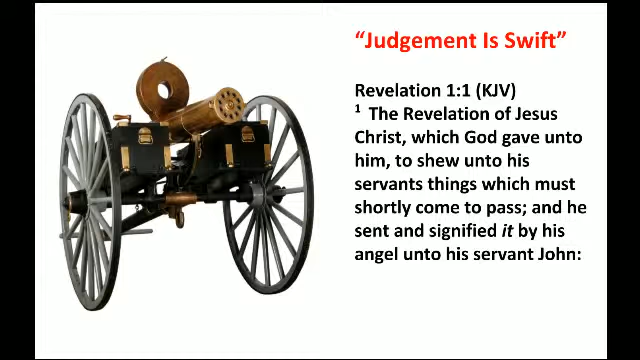 “Judgement Is Swift”
Revelation 1:1 (KJV)
1 The Revelation of Jesus
Christ, which God gave unto
him, to shew unto his
servants things which must
shortly come to pass; and he
sent and signified it by his
angel unto his servant John: